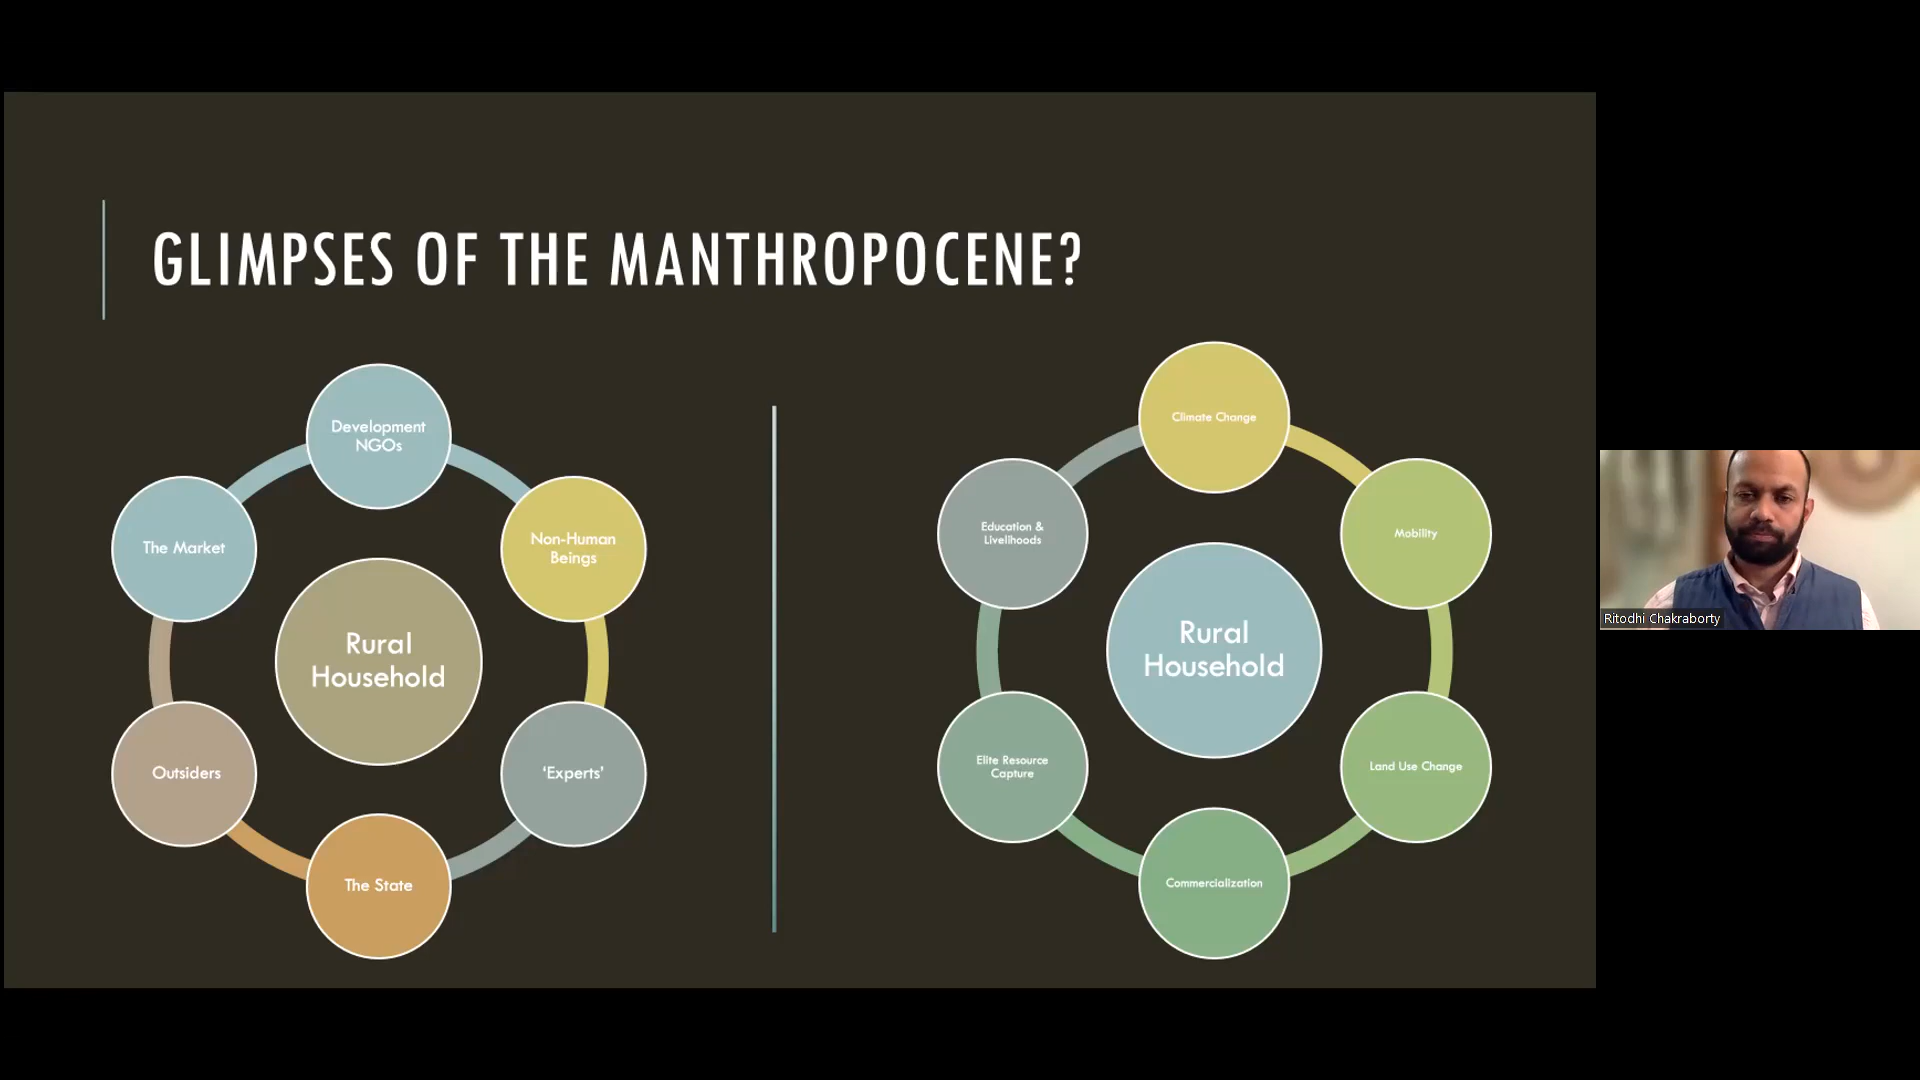 GLIMPSES OF THE MANTHROPOCENE?
Development
NGOs
Non-Human
Beings
'Experts'
The State
Outsiders
The Market
Rural
Household
Climate Change
Mobility
Land Use Change
Commercialization
Elite Resource
Capture
Education &
Livelihoods
Rural
Household
Ritodhi Chakraborty